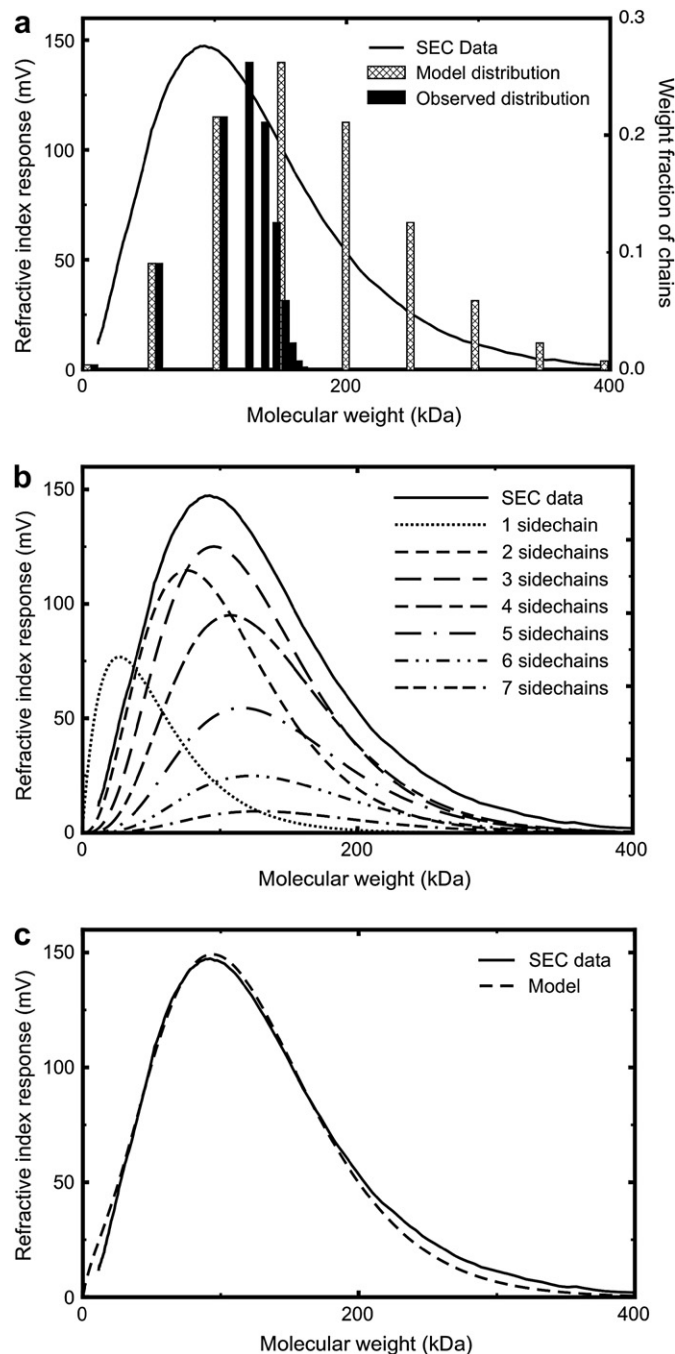 a
150
100
50
0
Refractive index response (mV)
SEC Data
Model distribution
Observed distribution
0.3
0.2
0.1
0.0
Weight fraction of chains
0
200
400
Molecular weight (kDa)
b
150
100
50
0
Refractive index response (mV)
SEC data
1 sidechain
2 sidechains
3 sidechains
4 sidechains
5 sidechains
6 sidechains
7 sidechains
0
200
400
Molecular weight (kDa)
c
150
100
50
0
Refractive index response (mV)
SEC data
Model
0
200
400
Molecular weight (kDa)